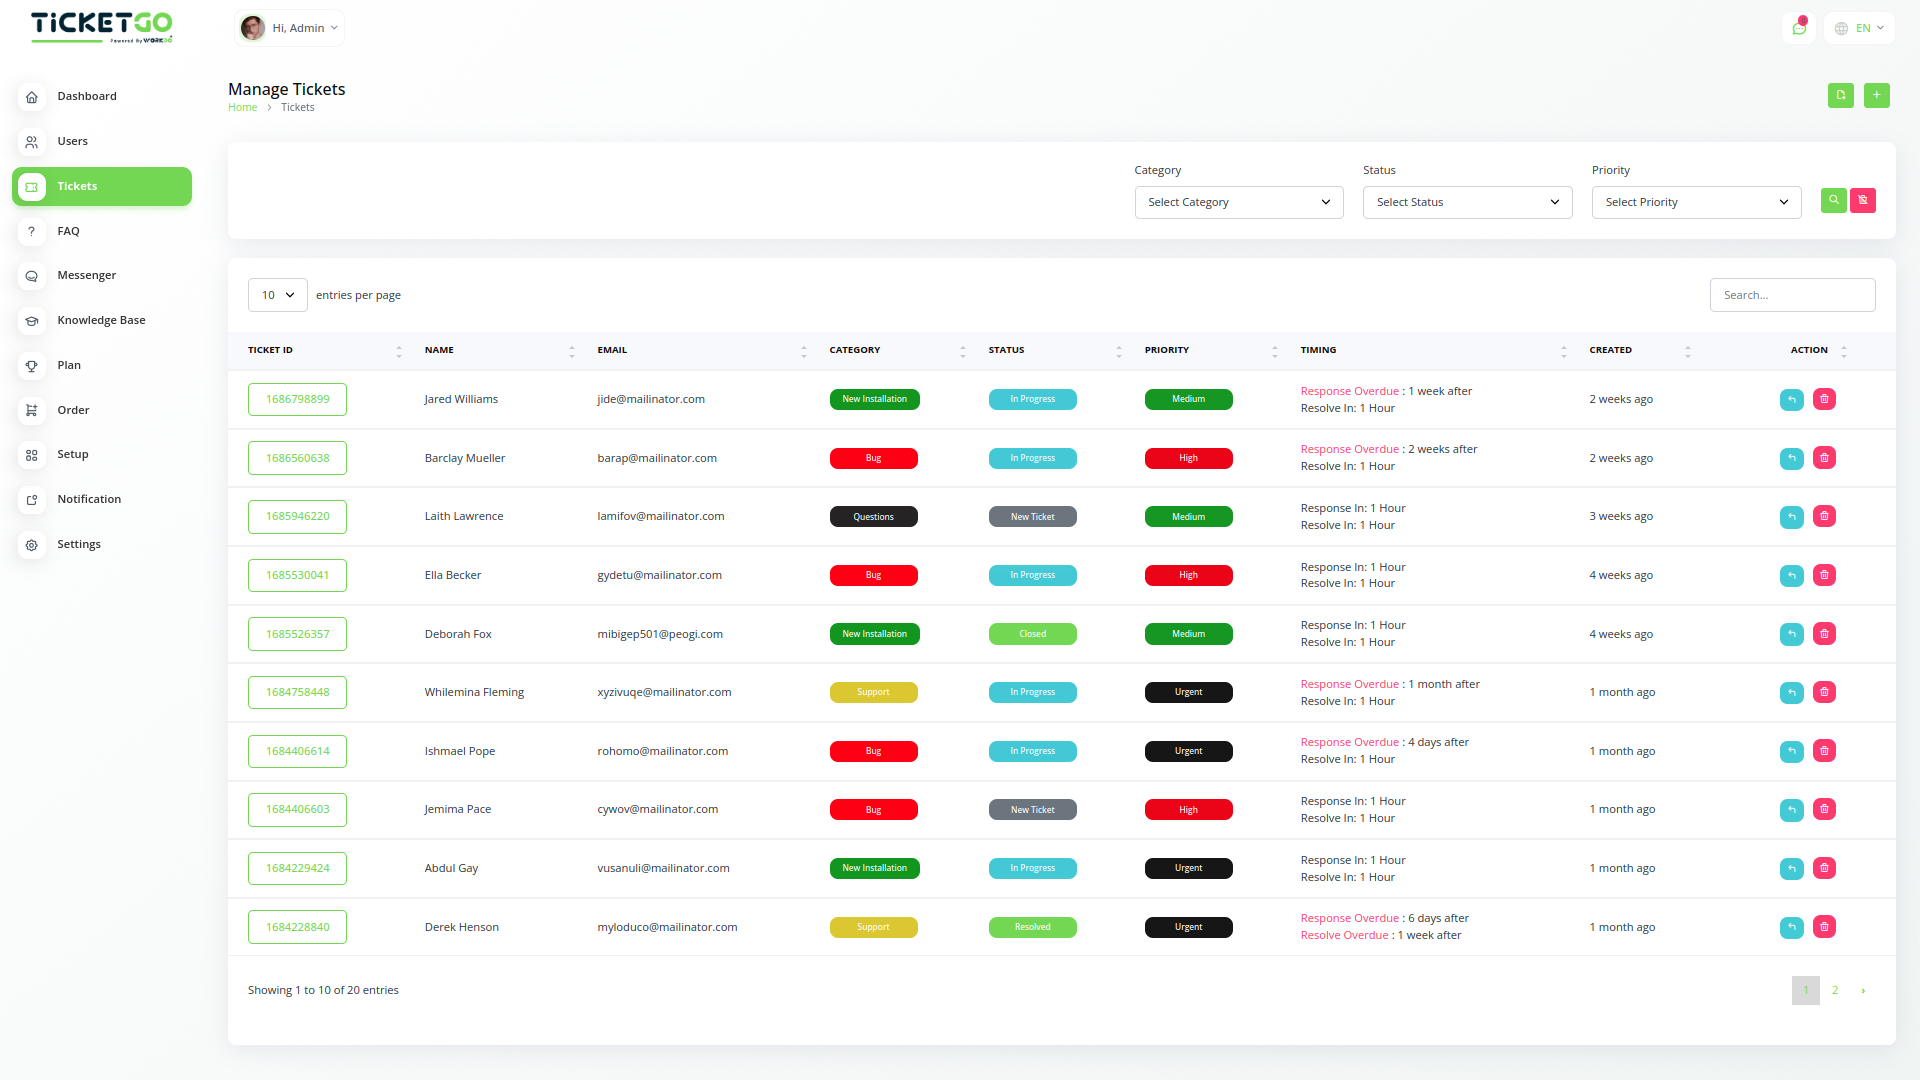 TiCKETGO
Powered By WORKGO
Hi, Admin
EN
Dashboard
Users
Tickets
FAQ
Messenger
Knowledge Base
Plan
Order
Setup
Notification
Settings
Manage Tickets
Home > Tickets
Category Status Priority
Select Category Select Status Select Priority
10 entries per page Search...
TICKET ID NAME EMAIL CATEGORY STATUS PRIORITY TIMING CREATED ACTION
1686798899 Jared Williams jide@mailinator.com New Installation In Progress Medium Response Overdue : 1 week after 2 weeks ago
Resolve In: 1 Hour
1686560638 Barclay Mueller barap@mailinator.com Bug In Progress High Response Overdue : 2 weeks after 2 weeks ago
Resolve In: 1 Hour
1685946220 Laith Lawrence lamifov@mailinator.com Questions New Ticket Medium Response In: 1 Hour 3 weeks ago
Resolve In: 1 Hour
1685530041 Ella Becker gydetu@mailinator.com Bug In Progress High Response In: 1 Hour 4 weeks ago
Resolve In: 1 Hour
1685526357 Deborah Fox mibigep501@peogi.com New Installation Closed Medium Response In: 1 Hour 4 weeks ago
Resolve In: 1 Hour
1684758448 Whilemina Fleming xyzivuqe@mailinator.com Support In Progress Urgent Response Overdue : 1 month after 1 month ago
Resolve In: 1 Hour
1684406614 Ishmael Pope rohomo@mailinator.com Bug In Progress Urgent Response Overdue : 4 days after 1 month ago
Resolve In: 1 Hour
1684406603 Jemima Pace cywov@mailinator.com Bug New Ticket High Response In: 1 Hour 1 month ago
Resolve In: 1 Hour
1684229424 Abdul Gay vusanuli@mailinator.com New Installation In Progress Urgent Response In: 1 Hour 1 month ago
Resolve In: 1 Hour
1684228840 Derek Henson myloduco@mailinator.com Support Resolved Urgent Response Overdue : 6 days after 1 month ago
Resolve Overdue : 1 week after
Showing 1 to 10 of 20 entries 1 2 ›